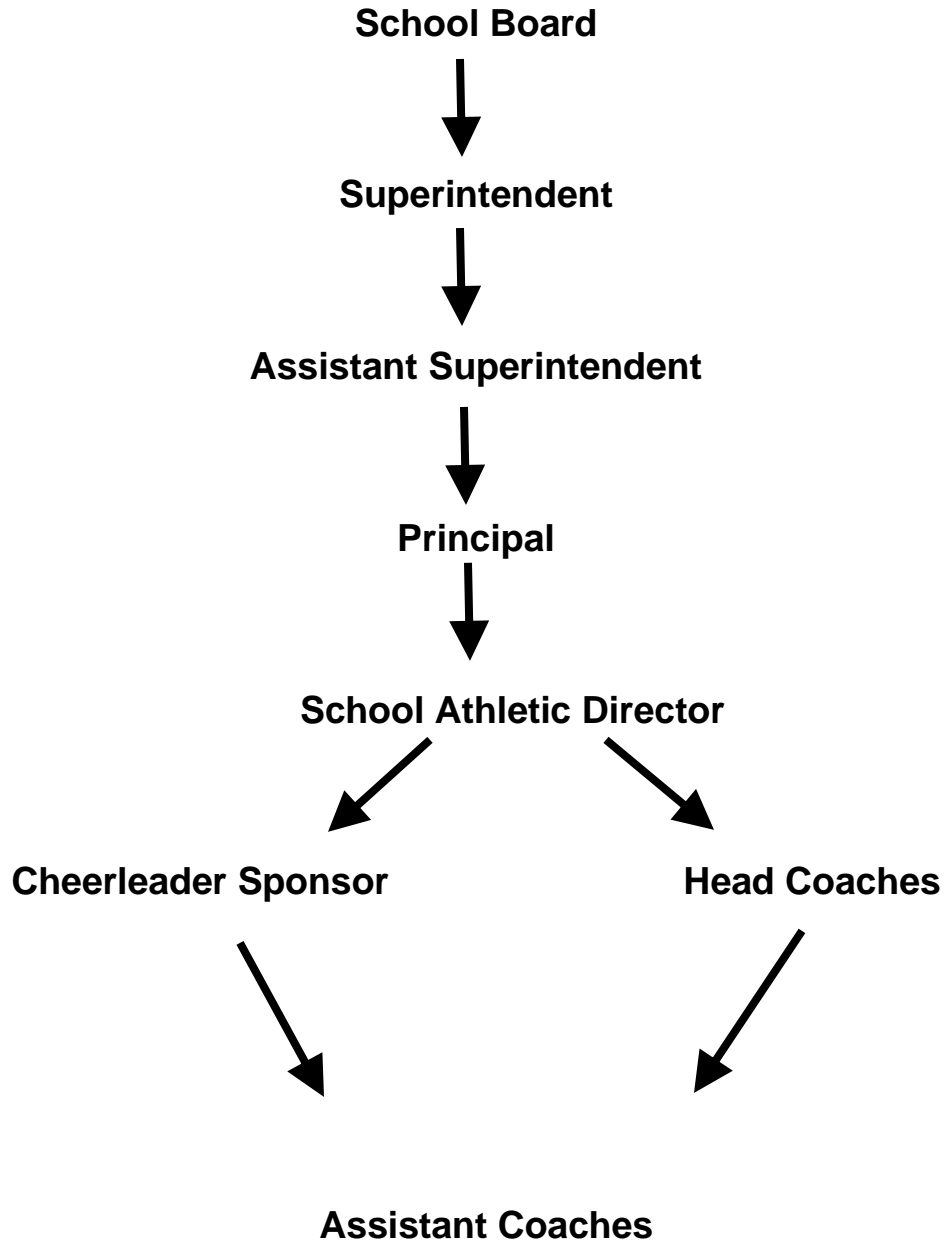 School Board
Superintendent
Assistant Superintendent
Principal
School Athletic Director
Cheerleader Sponsor
Head Coaches
Assistant Coaches